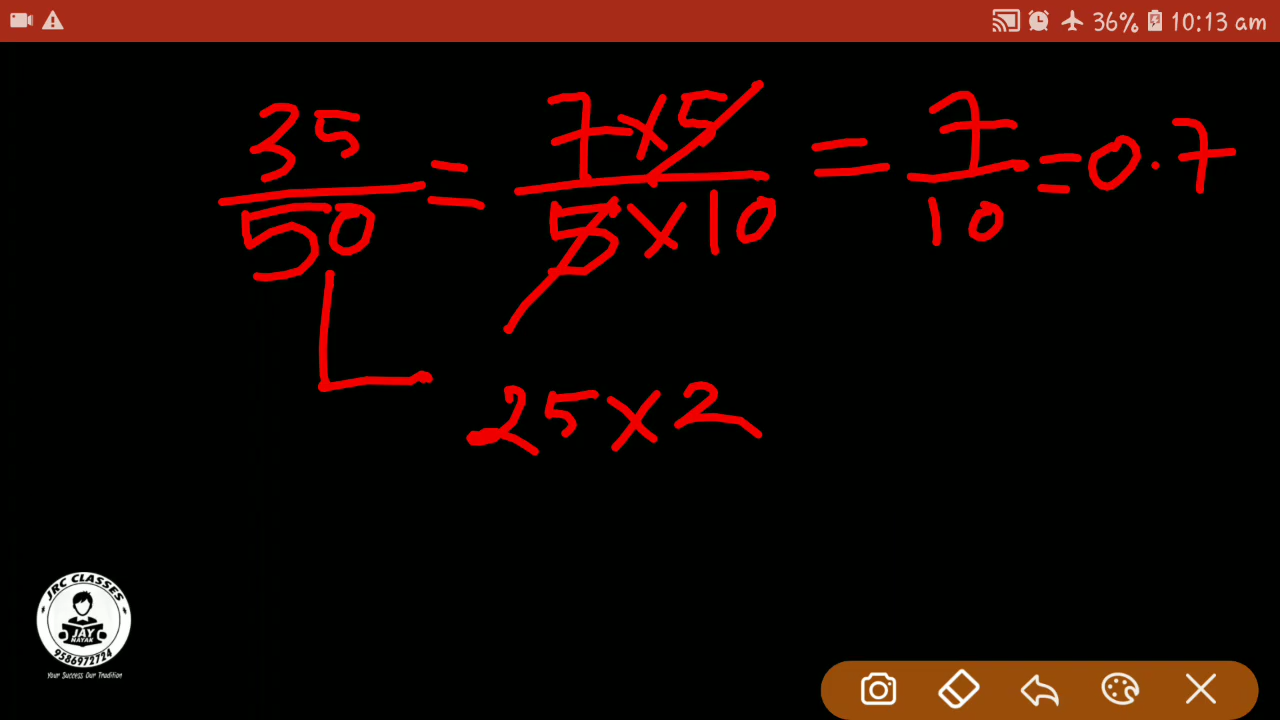 36% 10:13 am
35/50 = 7×5/5×10 = 7/10 = 0.7
25×2
JRC CLASSES
JAY
NAYAK
9586972724
Your Success Our Tradition